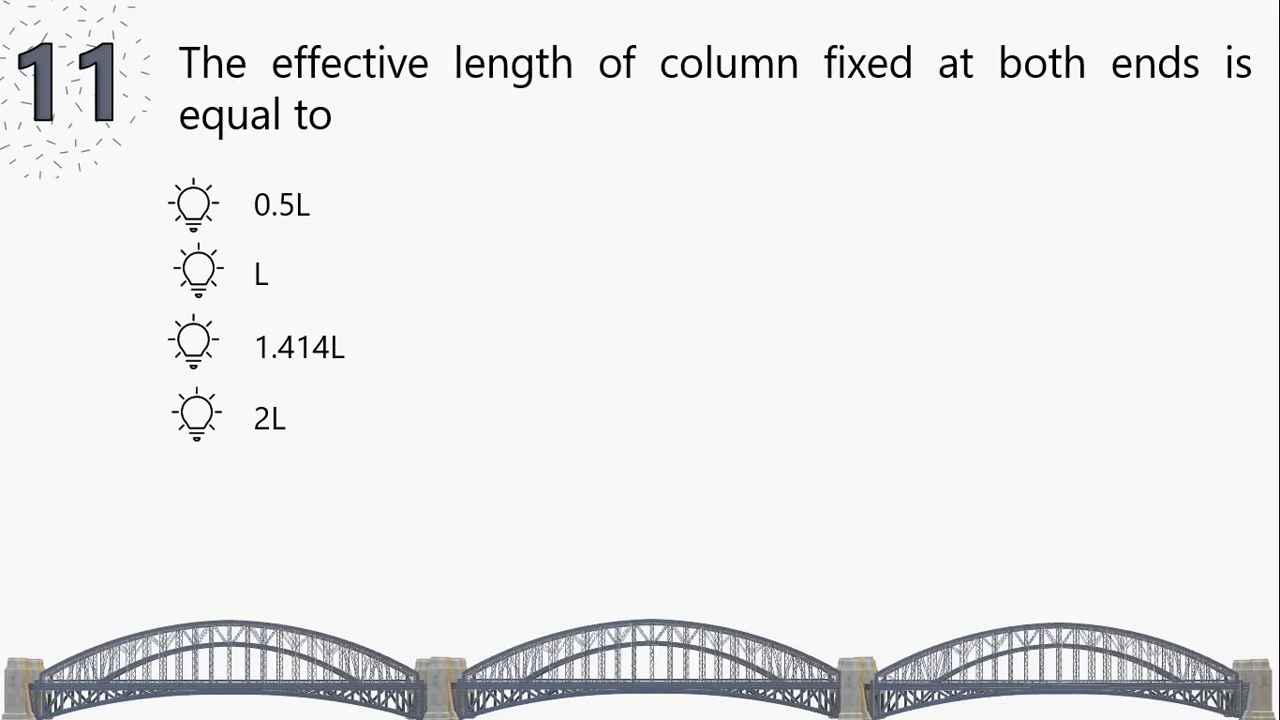 11
The effective length of column fixed at both ends is
equal to
0.5L
L
1.414L
2L